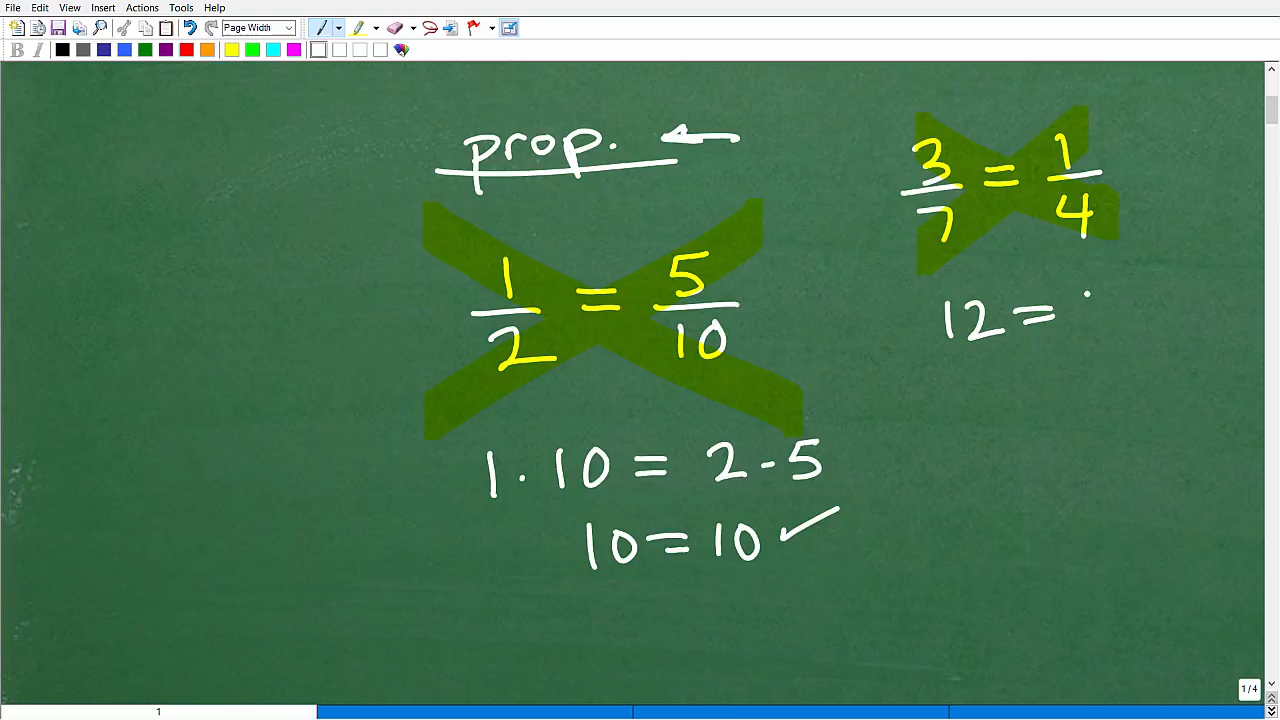 File Edit View Insert Actions Tools Help
Page Width
B I
prop.
1/2 = 5/10
1 · 10 = 2 - 5
10 = 10 ✓
3/7 = 1/4
12 =
1/4
1